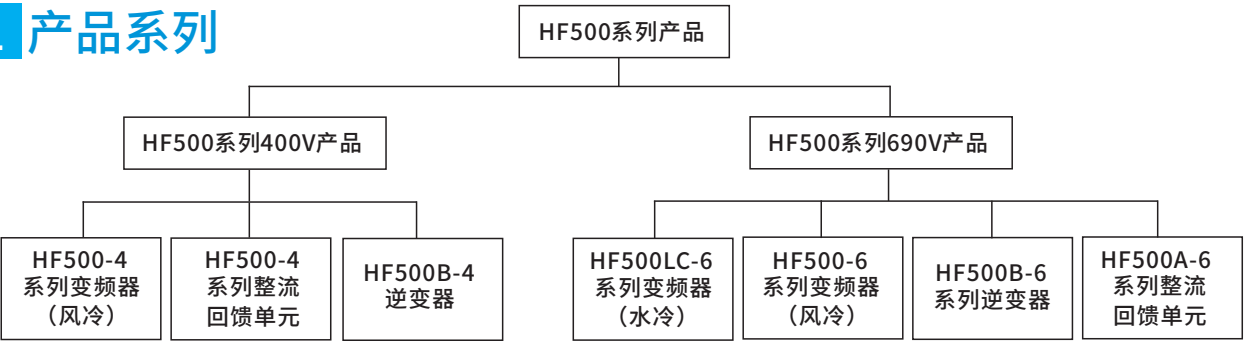 产品系列
HF500系列产品
HF500系列400V产品
HF500系列690V产品
HF500-4
系列变频器
（风冷）
HF500-4
系列整流
回馈单元
HF500B-4
逆变器
HF500LC-6
系列变频器
（水冷）
HF500-6
系列变频器
（风冷）
HF500B-6
系列逆变器
HF500A-6
系列整流
回馈单元